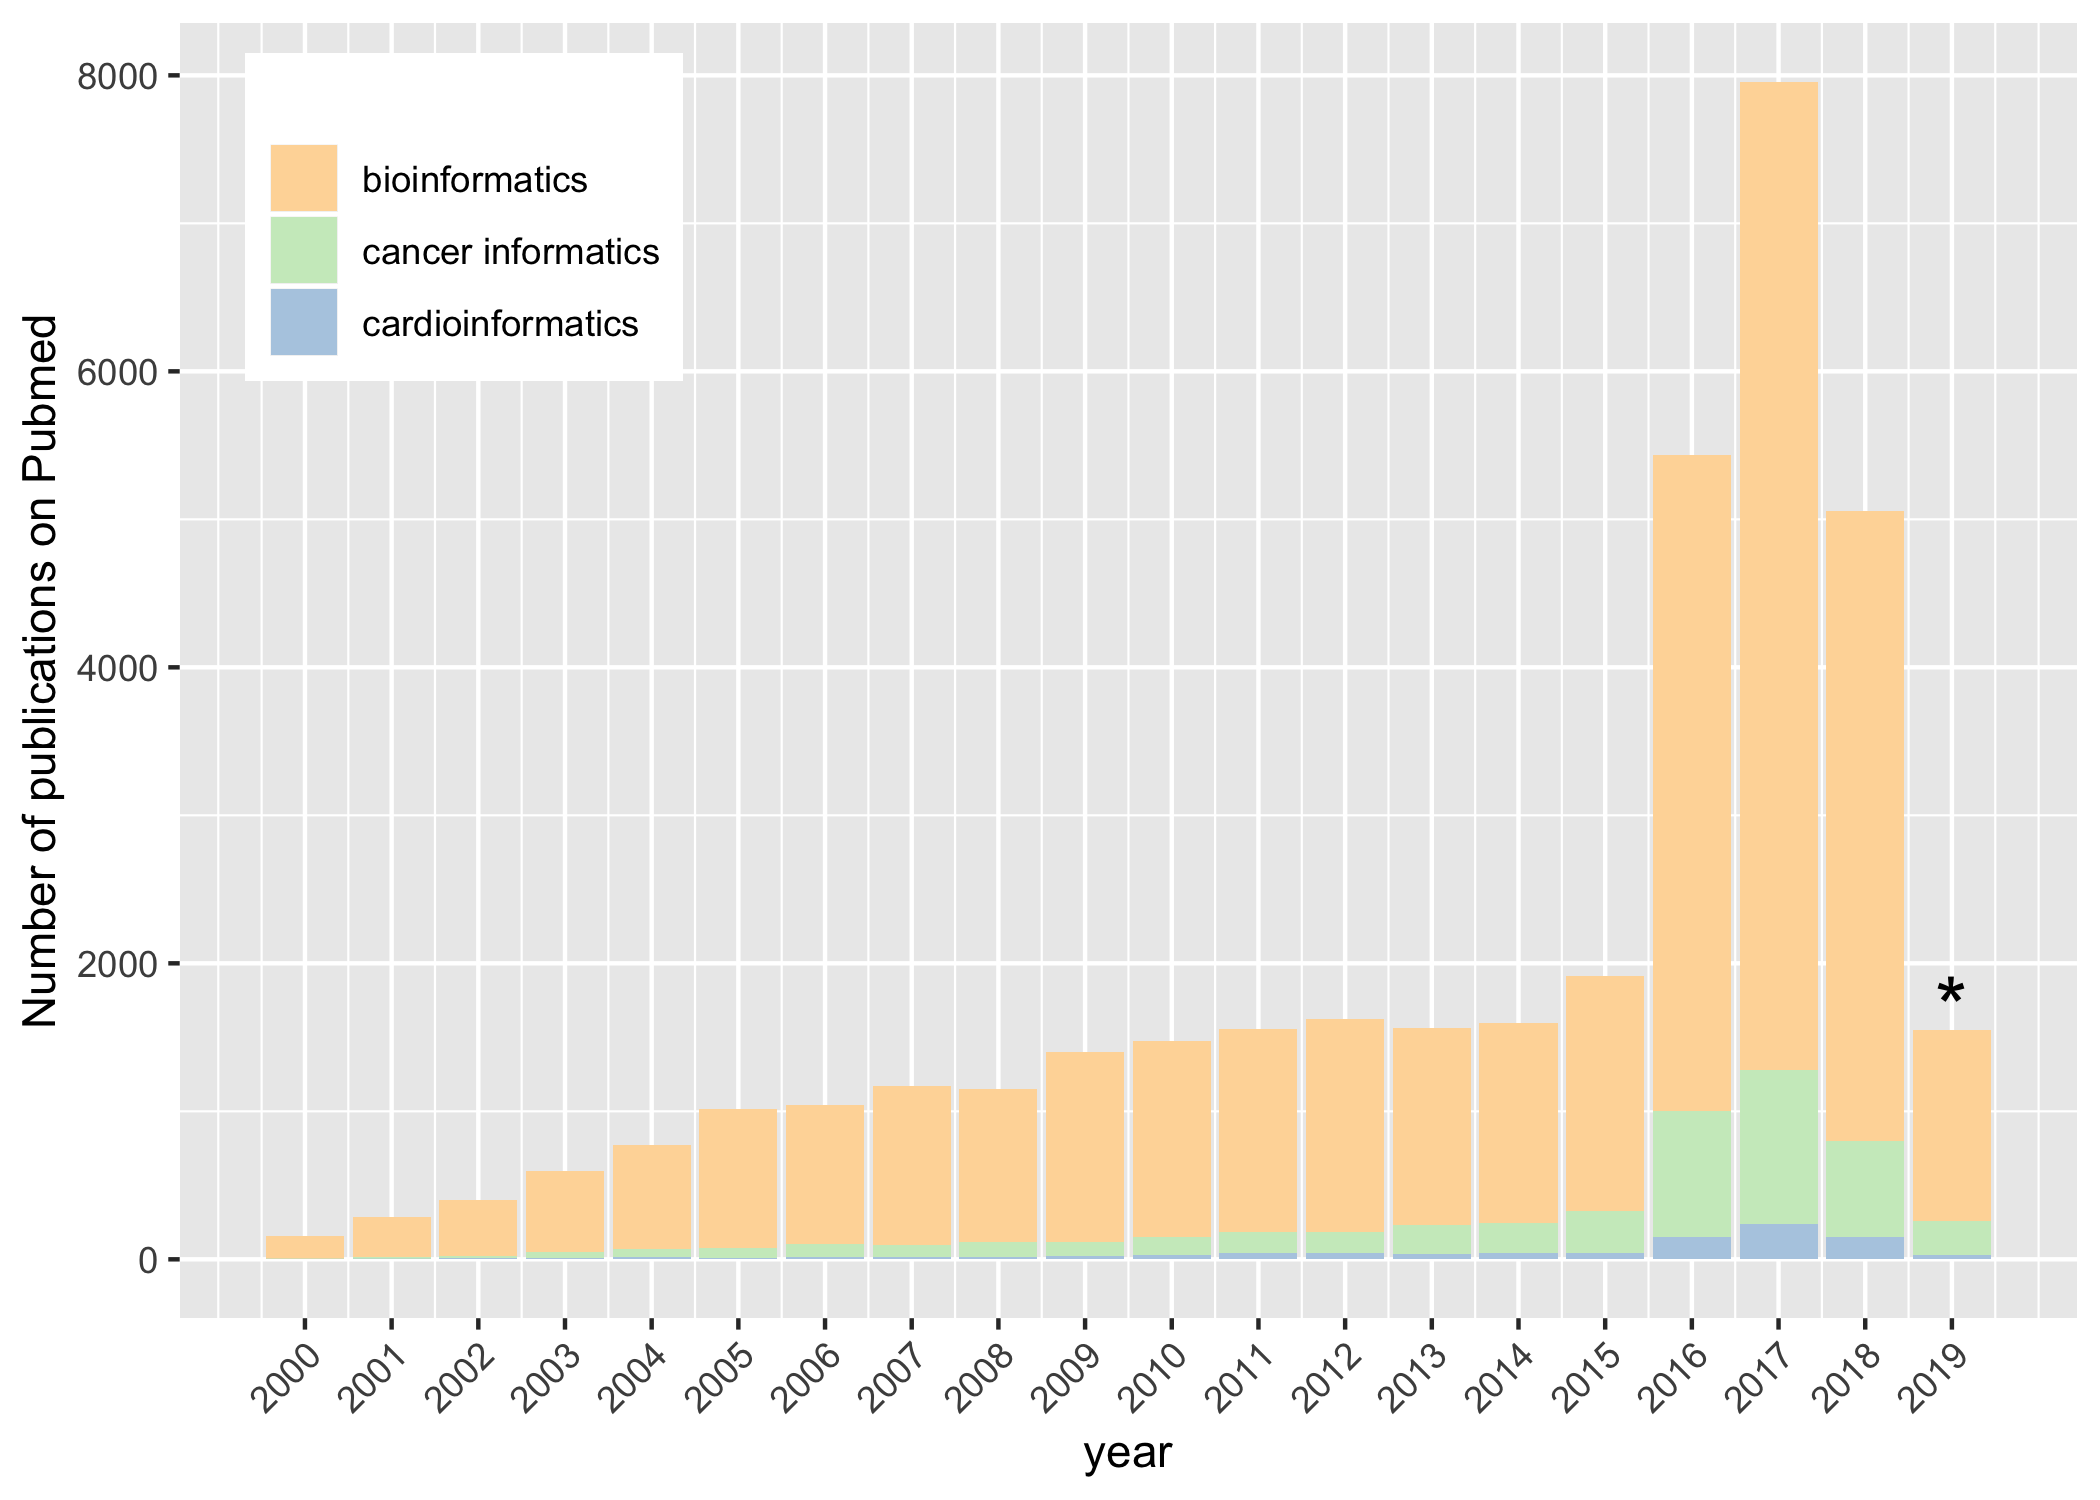 Number of publications on Pubmed
8000
6000
4000
2000
0
bioinformatics
cancer informatics
cardioinformatics
*
2000 2001 2002 2003 2004 2005 2006 2007 2008 2009 2010 2011 2012 2013 2014 2015 2016 2017 2018 2019
year